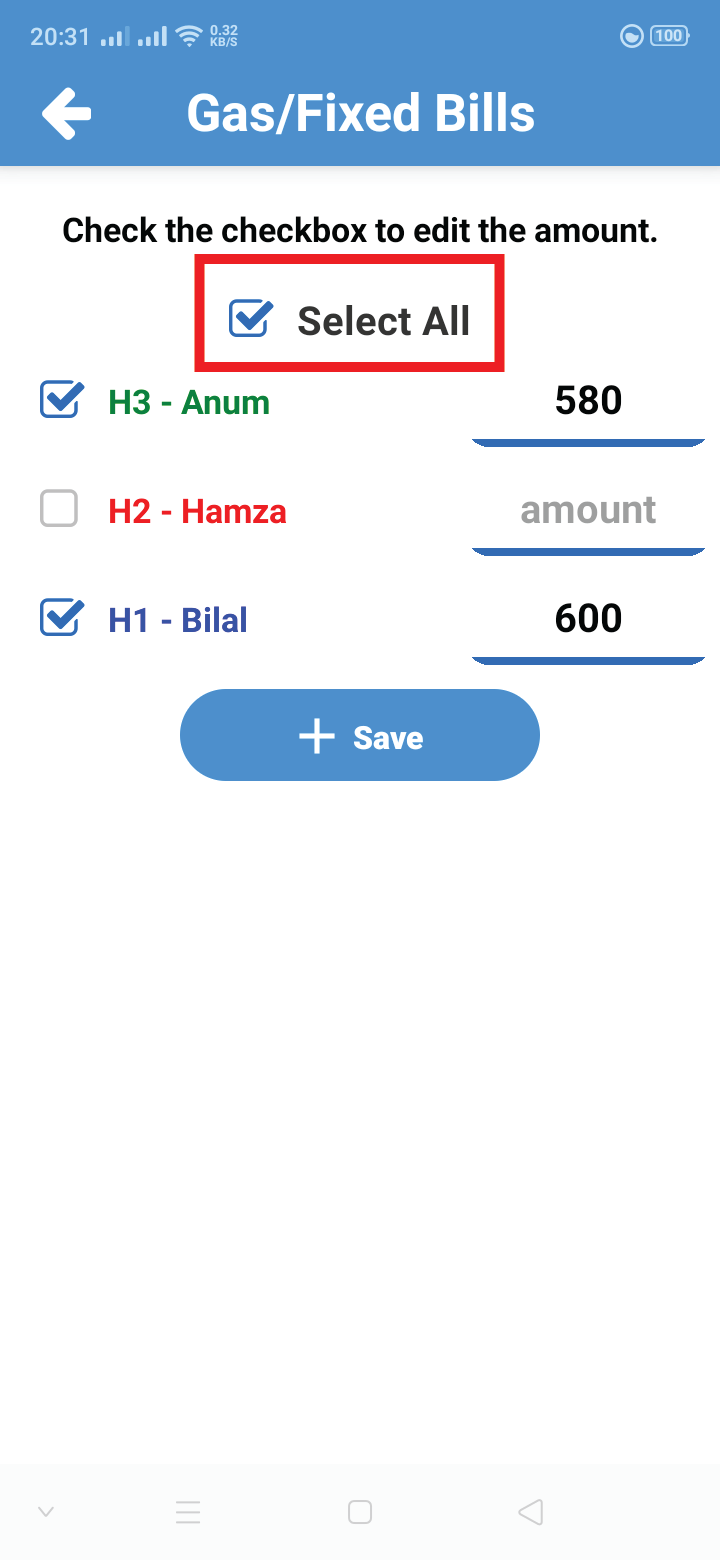 20:31 0.32 KB/S 100
Gas/Fixed Bills
Check the checkbox to edit the amount.
Select All
H3 - Anum 580
H2 - Hamza amount
H1 - Bilal 600
Save